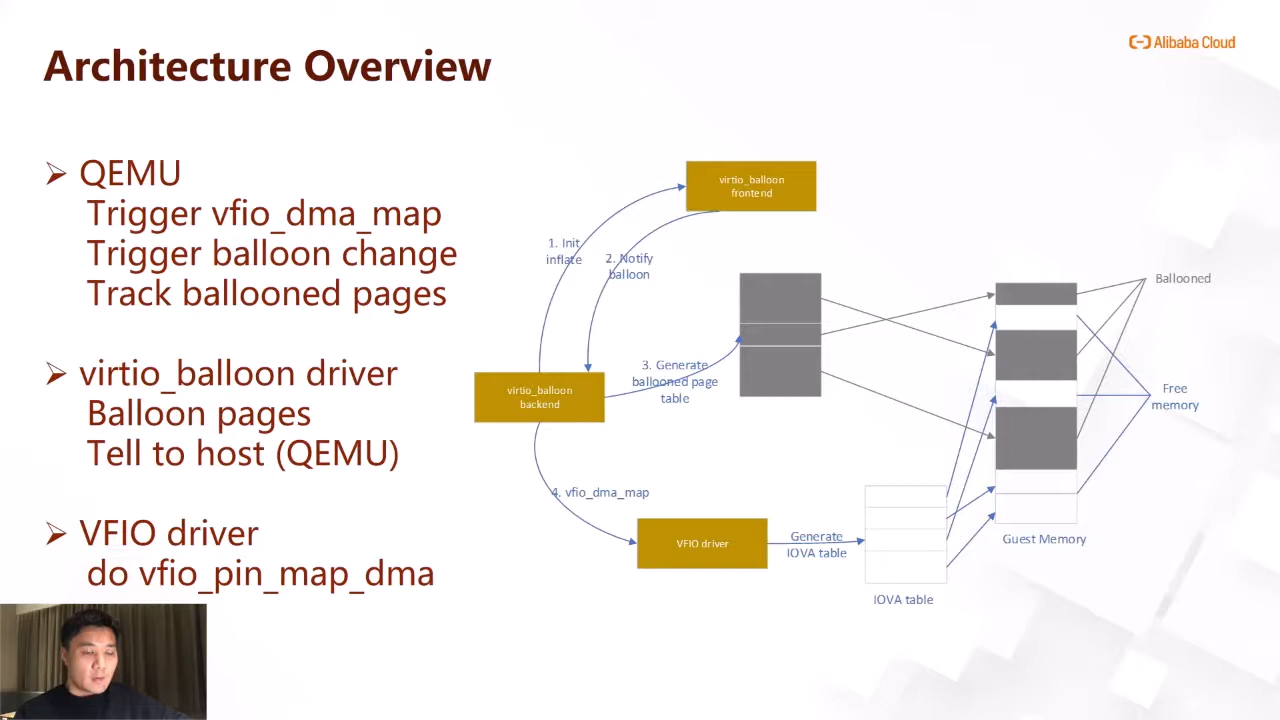 Architecture Overview
Alibaba Cloud
QEMU
Trigger vfio_dma_map
Trigger balloon change
Track ballooned pages
virtio_balloon driver
Balloon pages
Tell to host (QEMU)
VFIO driver
do vfio_pin_map_dma
virtio_balloon
frontend
1. Init
inflate
2. Notify
balloon
3. Generate
ballooned page
table
virtio_balloon
backend
4. vfio_dma_map
VFIO driver
Generate
IOVA table
IOVA table
Ballooned
Free
memory
Guest Memory